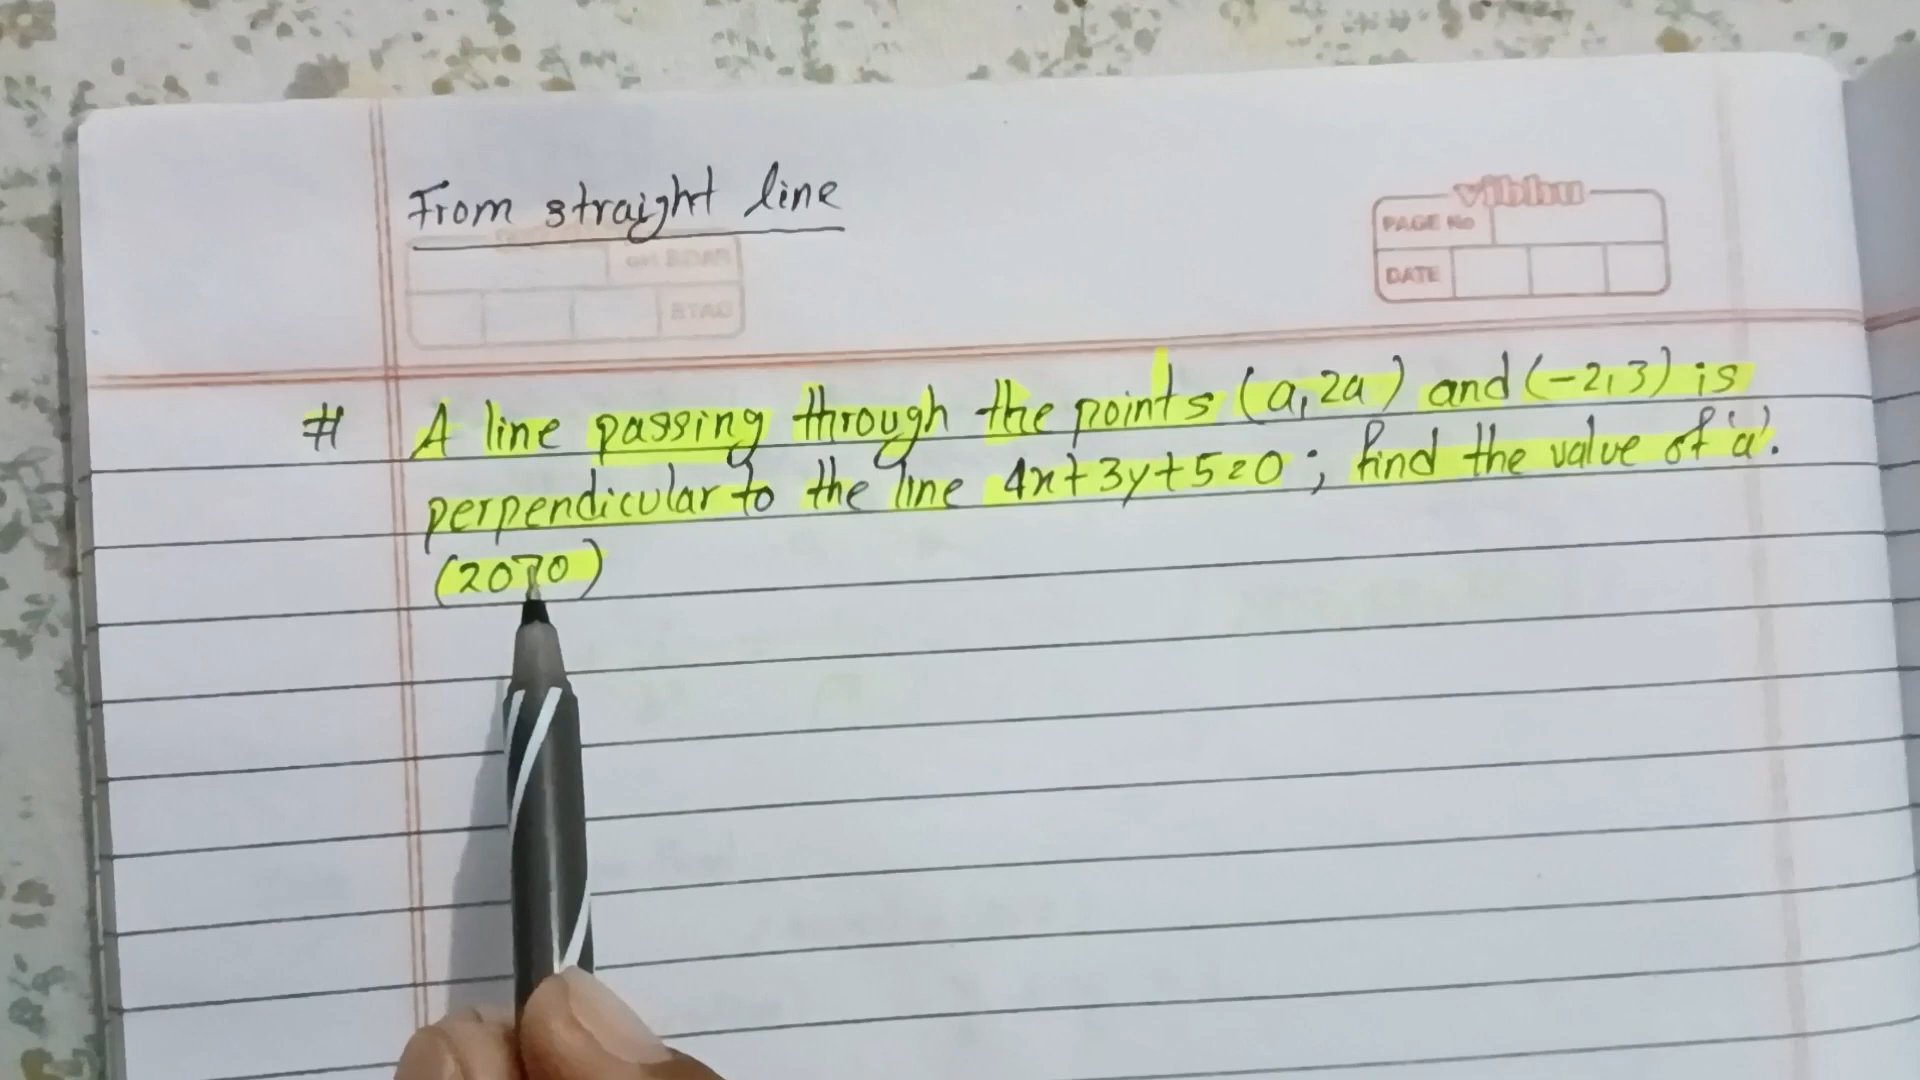 From straight line
vibhu
PAGE No
DATE
# A line passing through the points (a, 2a) and (-2, 3) is
perpendicular to the line 4x + 3y + 5 = 0 ; find the value of 'a'.
(2070)